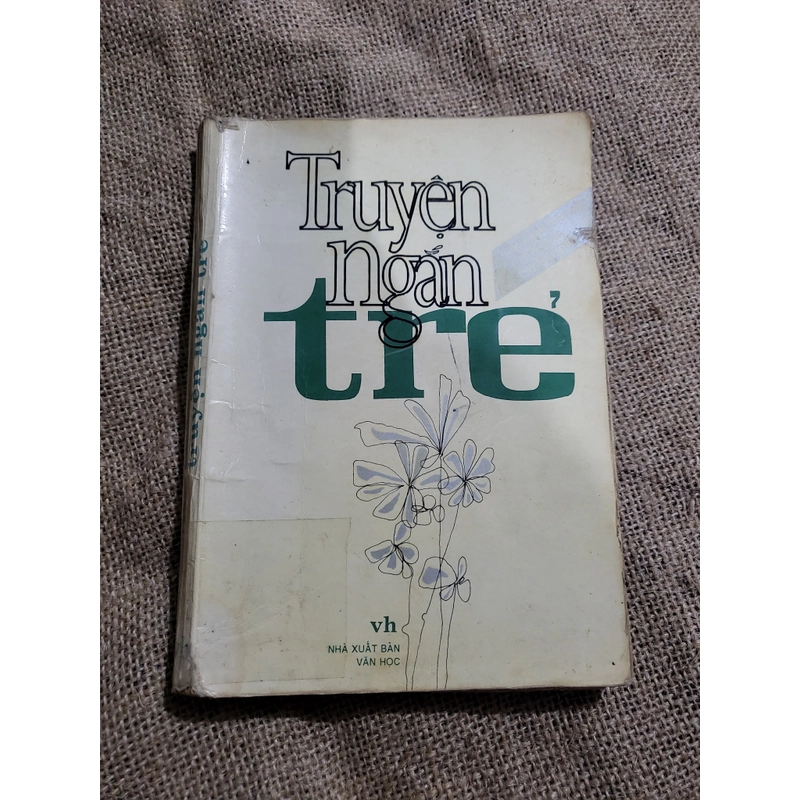 Truyện
ngắn
trẻ
truyện ngắn trẻ
vh
NHÀ XUẤT BẢN
VĂN HỌC